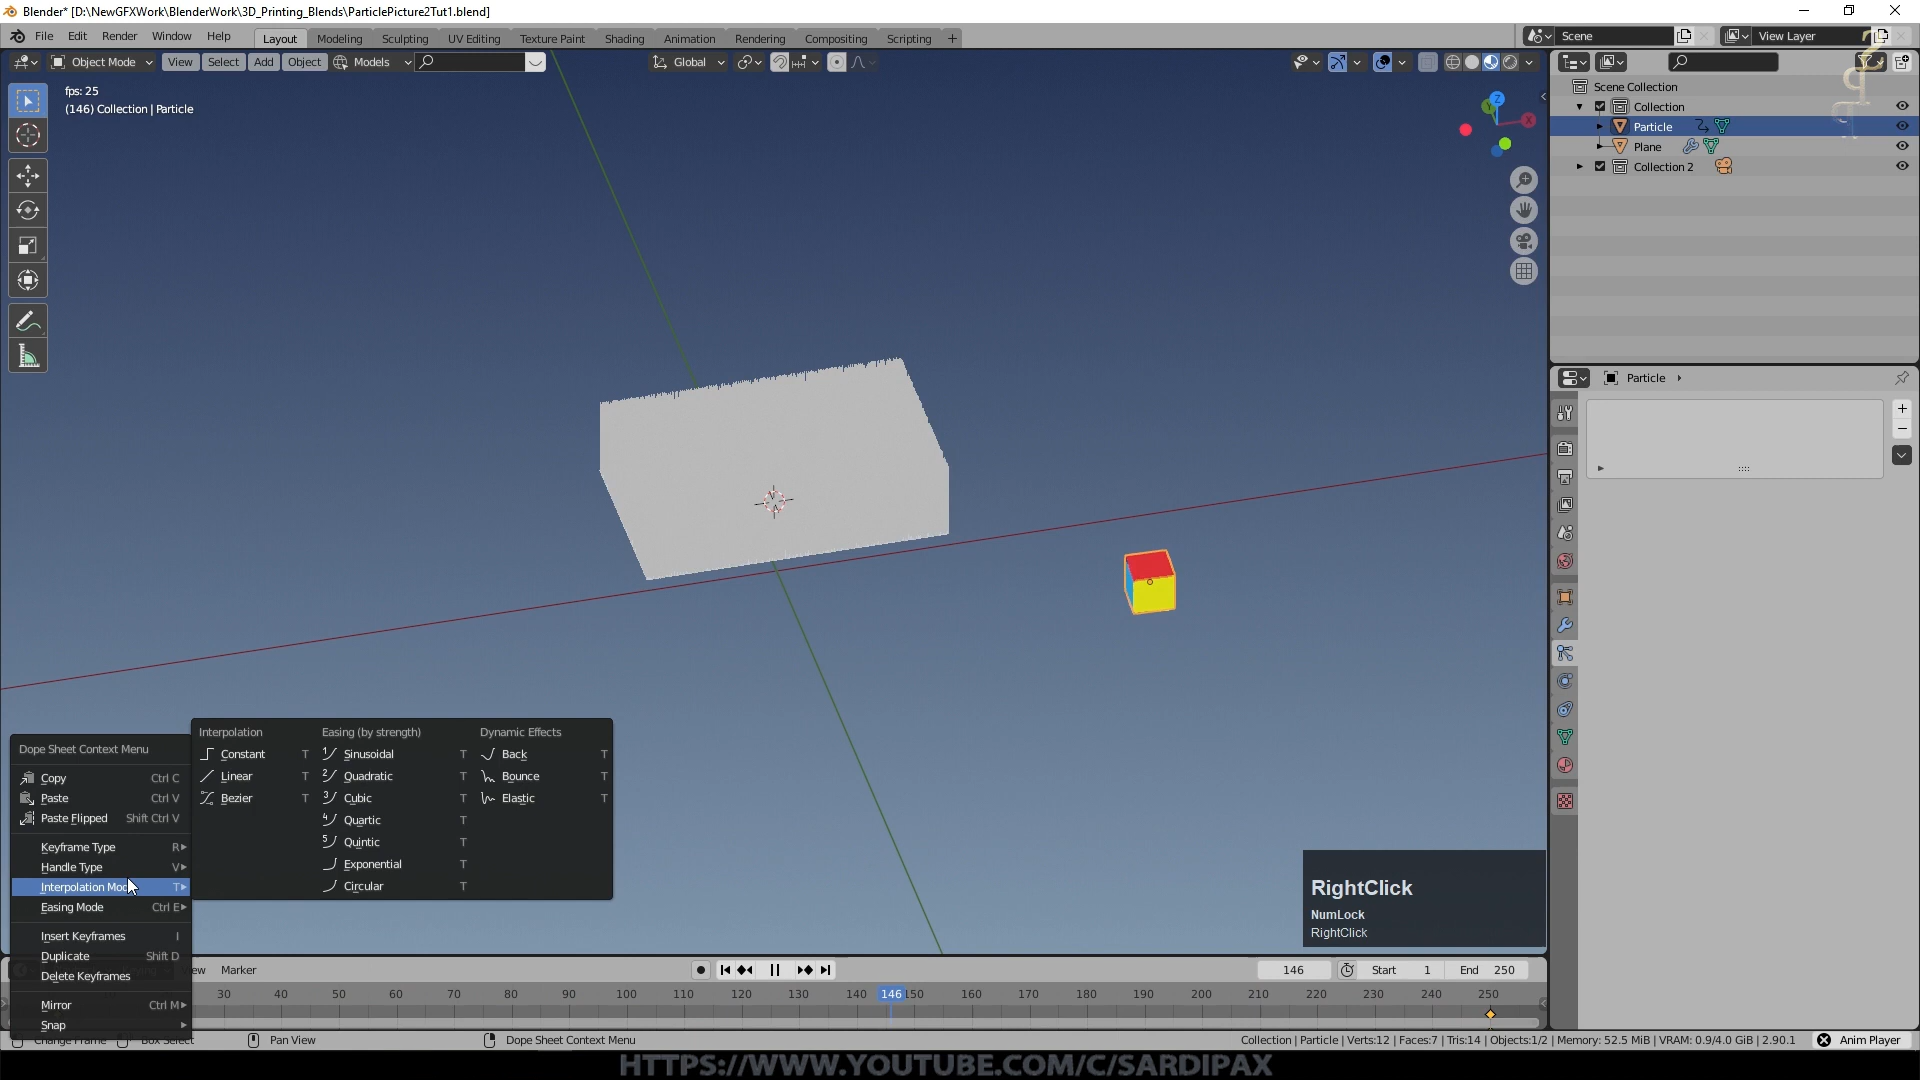 Blender* [D:\NewGFXWork\BlenderWork\3D_Printing_Blends\ParticlePicture2Tut1.blend]
File Edit Render Window Help Layout Modeling Sculpting UV Editing Texture Paint Shading Animation Rendering Compositing Scripting + Scene View Layer
Object Mode View Select Add Object Models Global
fps: 25
(146) Collection | Particle
Z
Y
X
Scene Collection
Collection
Particle
Plane
Collection 2
Particle
Interpolation Easing (by strength) Dynamic Effects
Constant T Sinusoidal T Back T
Linear T Quadratic T Bounce T
Bezier T Cubic T Elastic T
Quartic T
Quintic T
Exponential T
Circular T
Dope Sheet Context Menu
Copy Ctrl C
Paste Ctrl V
Paste Flipped Shift Ctrl V
Keyframe Type R
Handle Type V
Interpolation Mod T
Easing Mode Ctrl E
Insert Keyframes I
Duplicate Shift D
Delete Keyframes
Mirror Ctrl M
Snap
RightClick
NumLock
RightClick
Marker 146 Start 1 End 250
30 40 50 60 70 80 90 100 110 120 130 140 146 150 160 170 180 190 200 210 220 230 240 250
Pan View Dope Sheet Context Menu Collection | Particle | Verts:12 | Faces:7 | Tris:14 | Objects:1/2 | Memory: 52.5 MiB | VRAM: 0.9/4.0 GiB | 2.90.1 Anim Player
HTTPS://WWW.YOUTUBE.COM/C/SARDIPAX